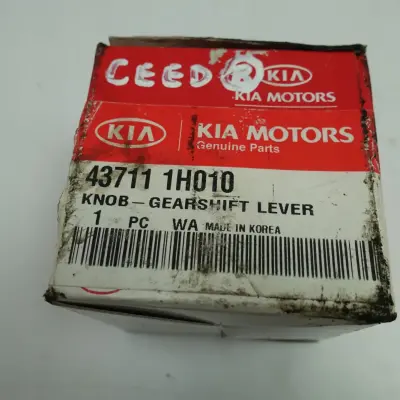 CEED R KIA
KIA MOTORS
KIA KIA MOTORS
Genuine Parts
43711 1H010
KNOB-GEARSHIFT LEVER
1 PC WA MADE IN KOREA